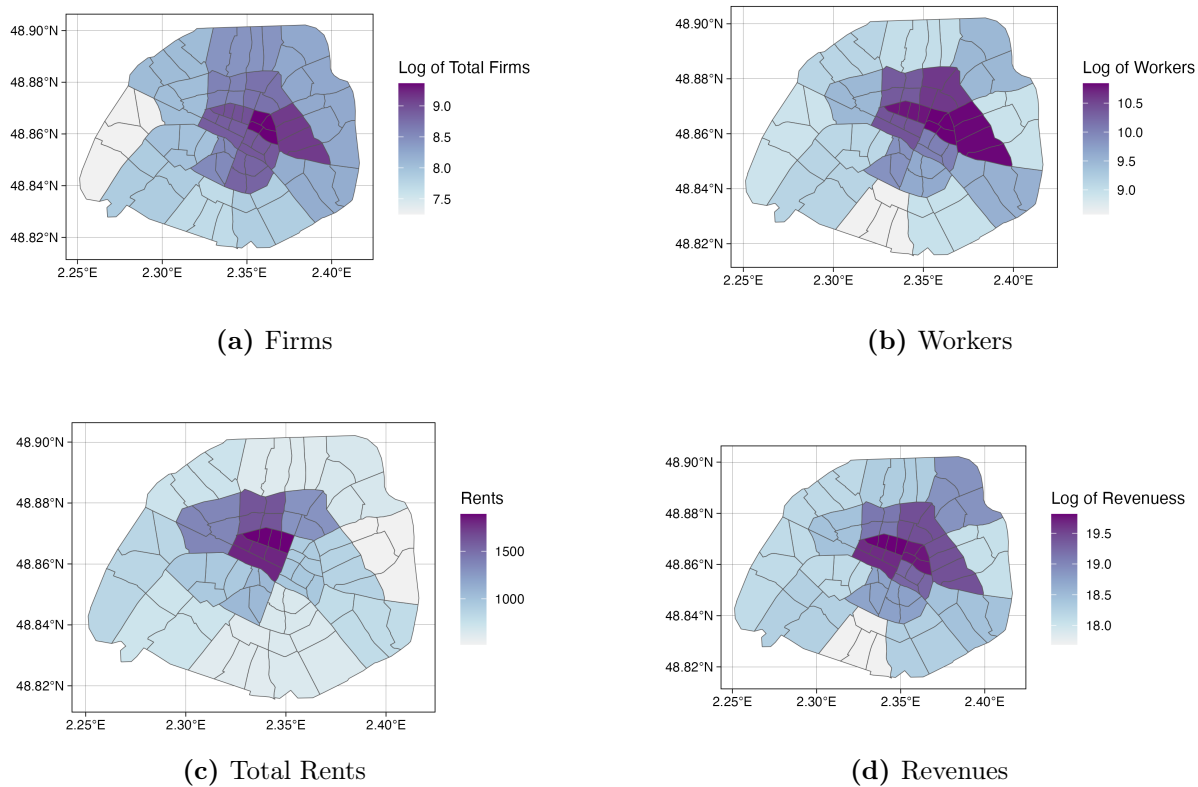 Log of Total Firms
48.90°N
48.88°N
48.86°N
48.84°N
48.82°N
9.0
8.5
8.0
7.5
2.25°E 2.30°E 2.35°E 2.40°E
(a) Firms
Log of Workers
48.90°N
48.88°N
48.86°N
48.84°N
48.82°N
10.5
10.0
9.5
9.0
2.25°E 2.30°E 2.35°E 2.40°E
(b) Workers
Rents
48.90°N
48.88°N
48.86°N
48.84°N
48.82°N
1500
1000
2.25°E 2.30°E 2.35°E 2.40°E
(c) Total Rents
Log of Revenuess
48.90°N
48.88°N
48.86°N
48.84°N
48.82°N
19.5
19.0
18.5
18.0
2.25°E 2.30°E 2.35°E 2.40°E
(d) Revenues